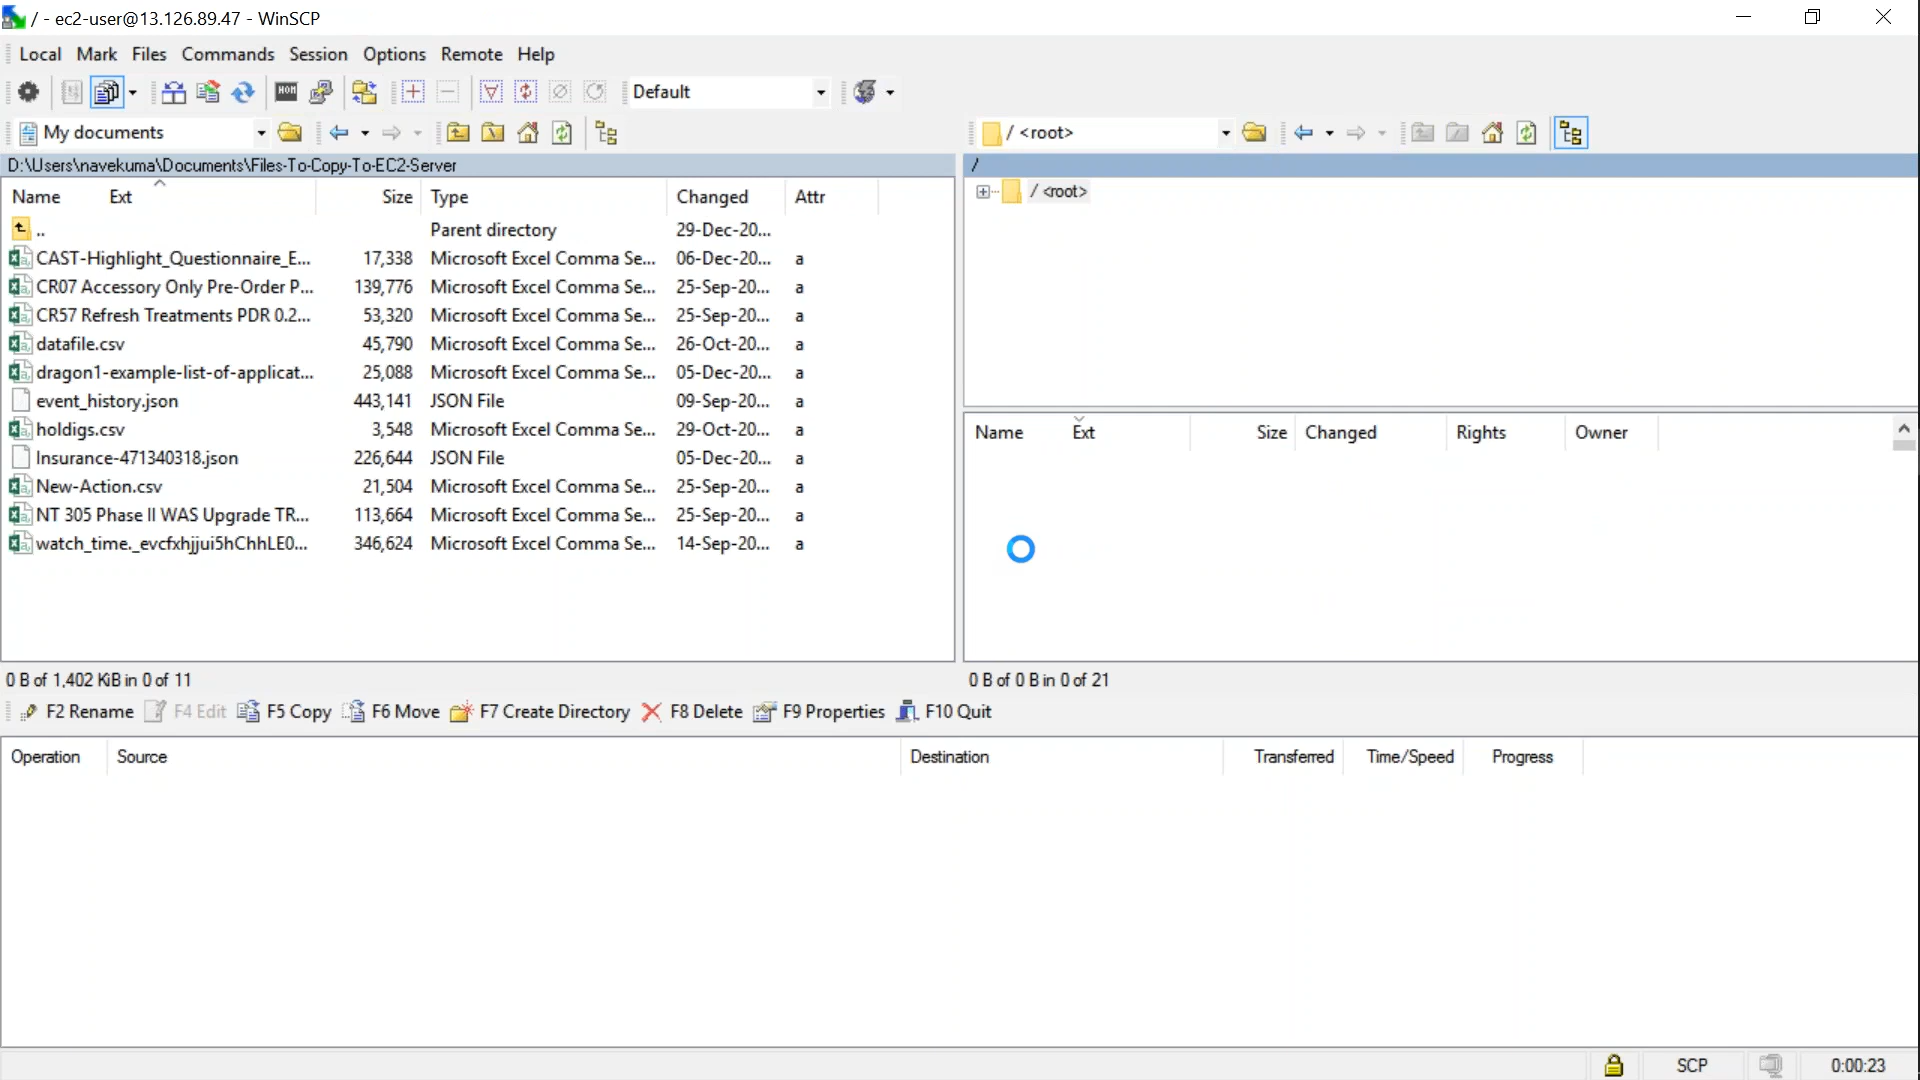 / - ec2-user@13.126.89.47 - WinSCP
Local Mark Files Commands Session Options Remote Help
Default
My documents
/ <root>
D:\Users\navekuma\Documents\Files-To-Copy-To-EC2-Server
Name Ext Size Type Changed Attr
.. Parent directory 29-Dec-20...
CAST-Highlight_Questionnaire_E... 17,338 Microsoft Excel Comma Se... 06-Dec-20... a
CR07 Accessory Only Pre-Order P... 139,776 Microsoft Excel Comma Se... 25-Sep-20... a
CR57 Refresh Treatments PDR 0.2... 53,320 Microsoft Excel Comma Se... 25-Sep-20... a
datafile.csv 45,790 Microsoft Excel Comma Se... 26-Oct-20... a
dragon1-example-list-of-applicat... 25,088 Microsoft Excel Comma Se... 05-Dec-20... a
event_history.json 443,141 JSON File 09-Sep-20... a
holdigs.csv 3,548 Microsoft Excel Comma Se... 29-Oct-20... a
Insurance-471340318.json 226,644 JSON File 05-Dec-20... a
New-Action.csv 21,504 Microsoft Excel Comma Se... 25-Sep-20... a
NT 305 Phase II WAS Upgrade TR... 113,664 Microsoft Excel Comma Se... 25-Sep-20... a
watch_time._evcfxhjjui5hChhLE0... 346,624 Microsoft Excel Comma Se... 14-Sep-20... a
0 B of 1,402 KiB in 0 of 11
/
/ <root>
Name Ext Size Changed Rights Owner
0 B of 0 B in 0 of 21
F2 Rename F4 Edit F5 Copy F6 Move F7 Create Directory F8 Delete F9 Properties F10 Quit
Operation Source Destination Transferred Time/Speed Progress
SCP 0:00:23